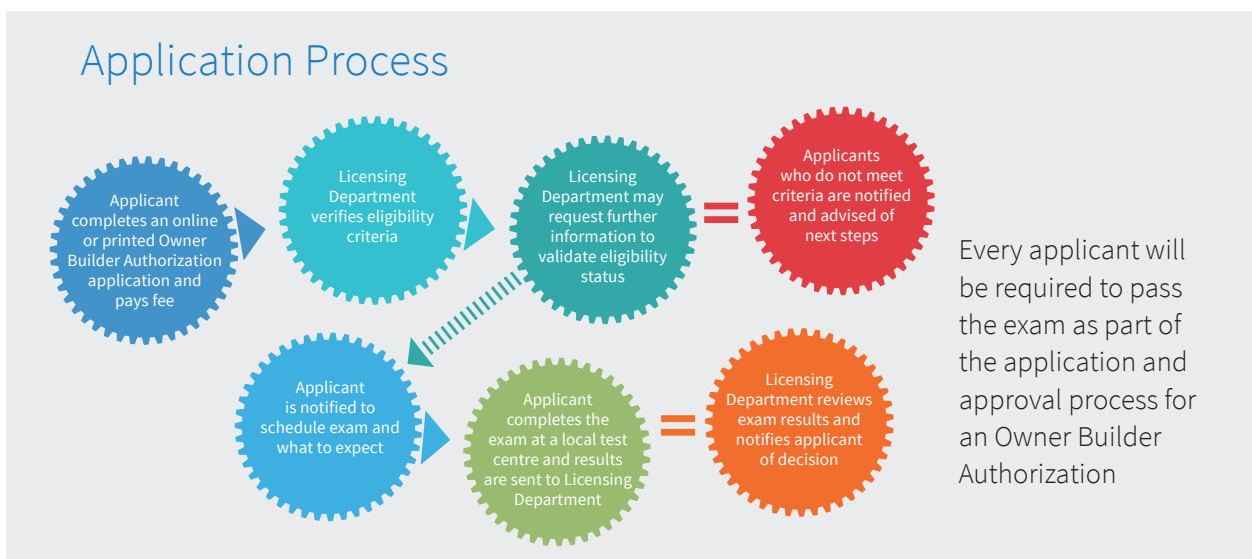 Application Process
Applicant
completes an online
or printed Owner
Builder Authorization
application and
pays fee
Licensing
Department
verifies eligibility
criteria
Licensing
Department may
request further
information to
validate eligibility
status
Applicants
who do not meet
criteria are notified
and advised of
next steps
Applicant
is notified to
schedule exam and
what to expect
Applicant
completes the
exam at a local test
centre and results
are sent to Licensing
Department
Licensing
Department reviews
exam results and
notifies applicant
of decision
Every applicant will
be required to pass
the exam as part of
the application and
approval process for
an Owner Builder
Authorization